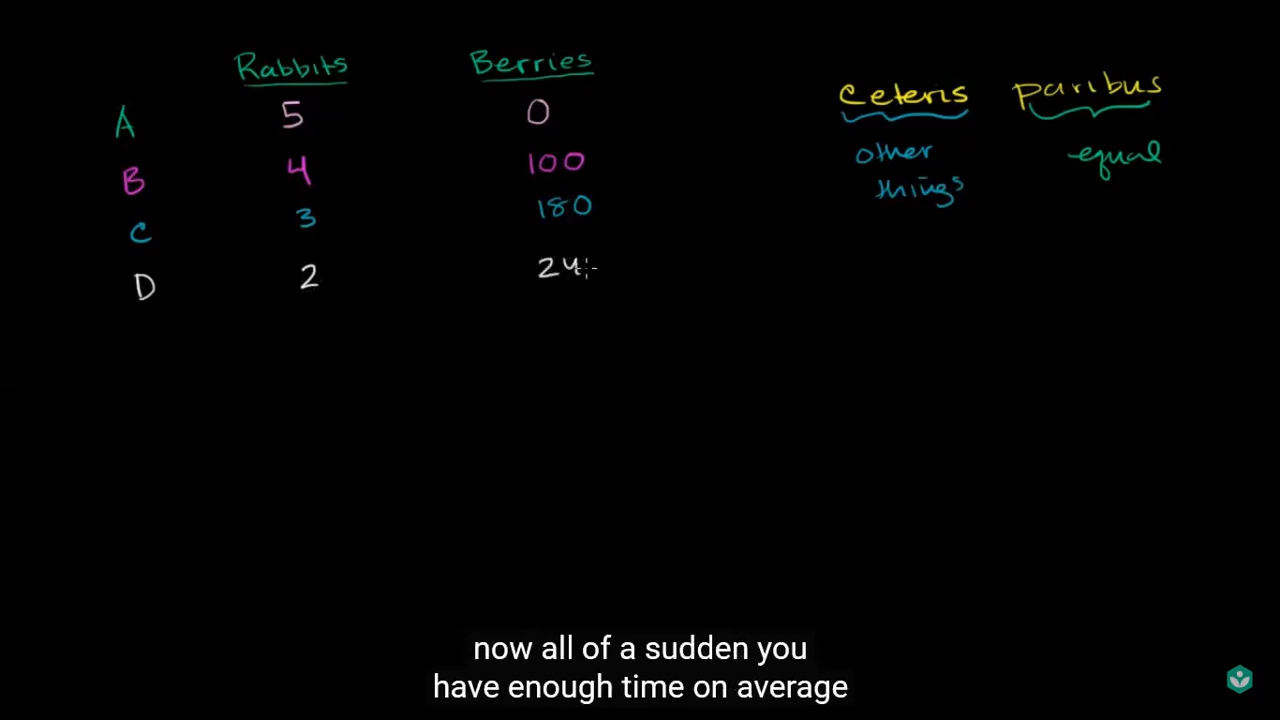 Rabbits Berries
A 5 0
B 4 100
C 3 180
D 2 24
Ceteris paribus
other equal
things
now all of a sudden you
have enough time on average